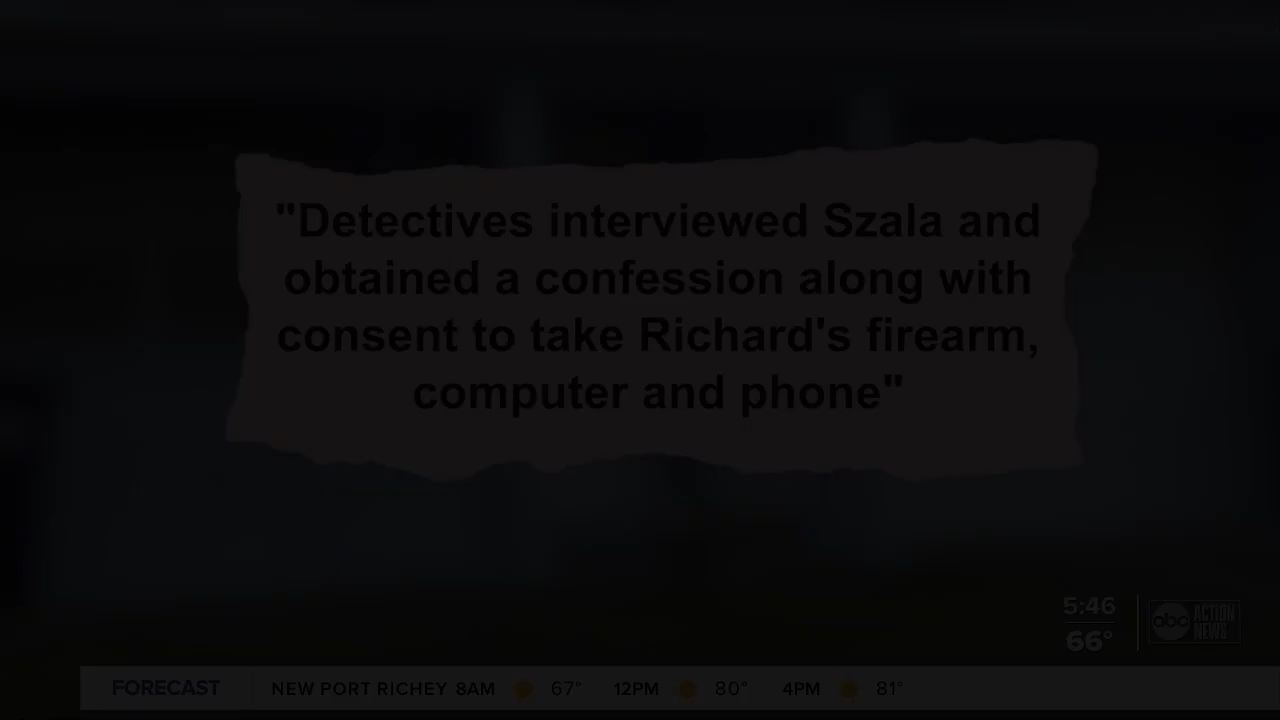 "Detectives interviewed Szala and
obtained a confession along with
consent to take Richard's firearm,
computer and phone"
5:46
66°
abc ACTION NEWS
FORECAST NEW PORT RICHEY 8AM 67° 12PM 80° 4PM 81°